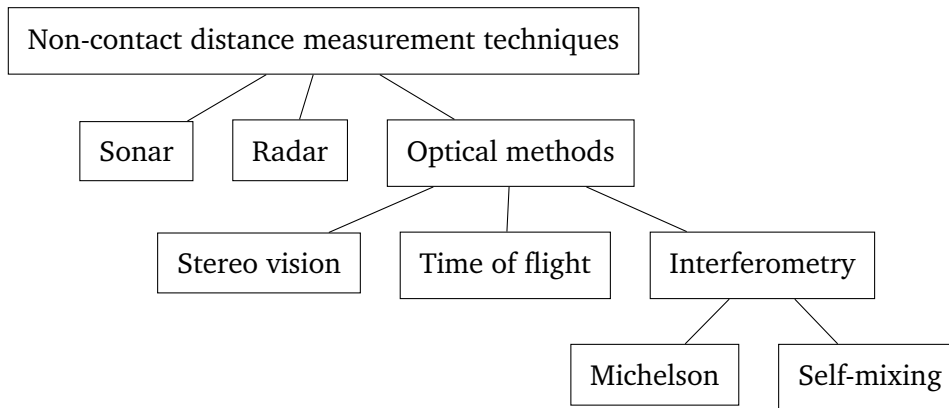 Non-contact distance measurement techniques
Sonar
Radar
Optical methods
Stereo vision
Time of flight
Interferometry
Michelson
Self-mixing